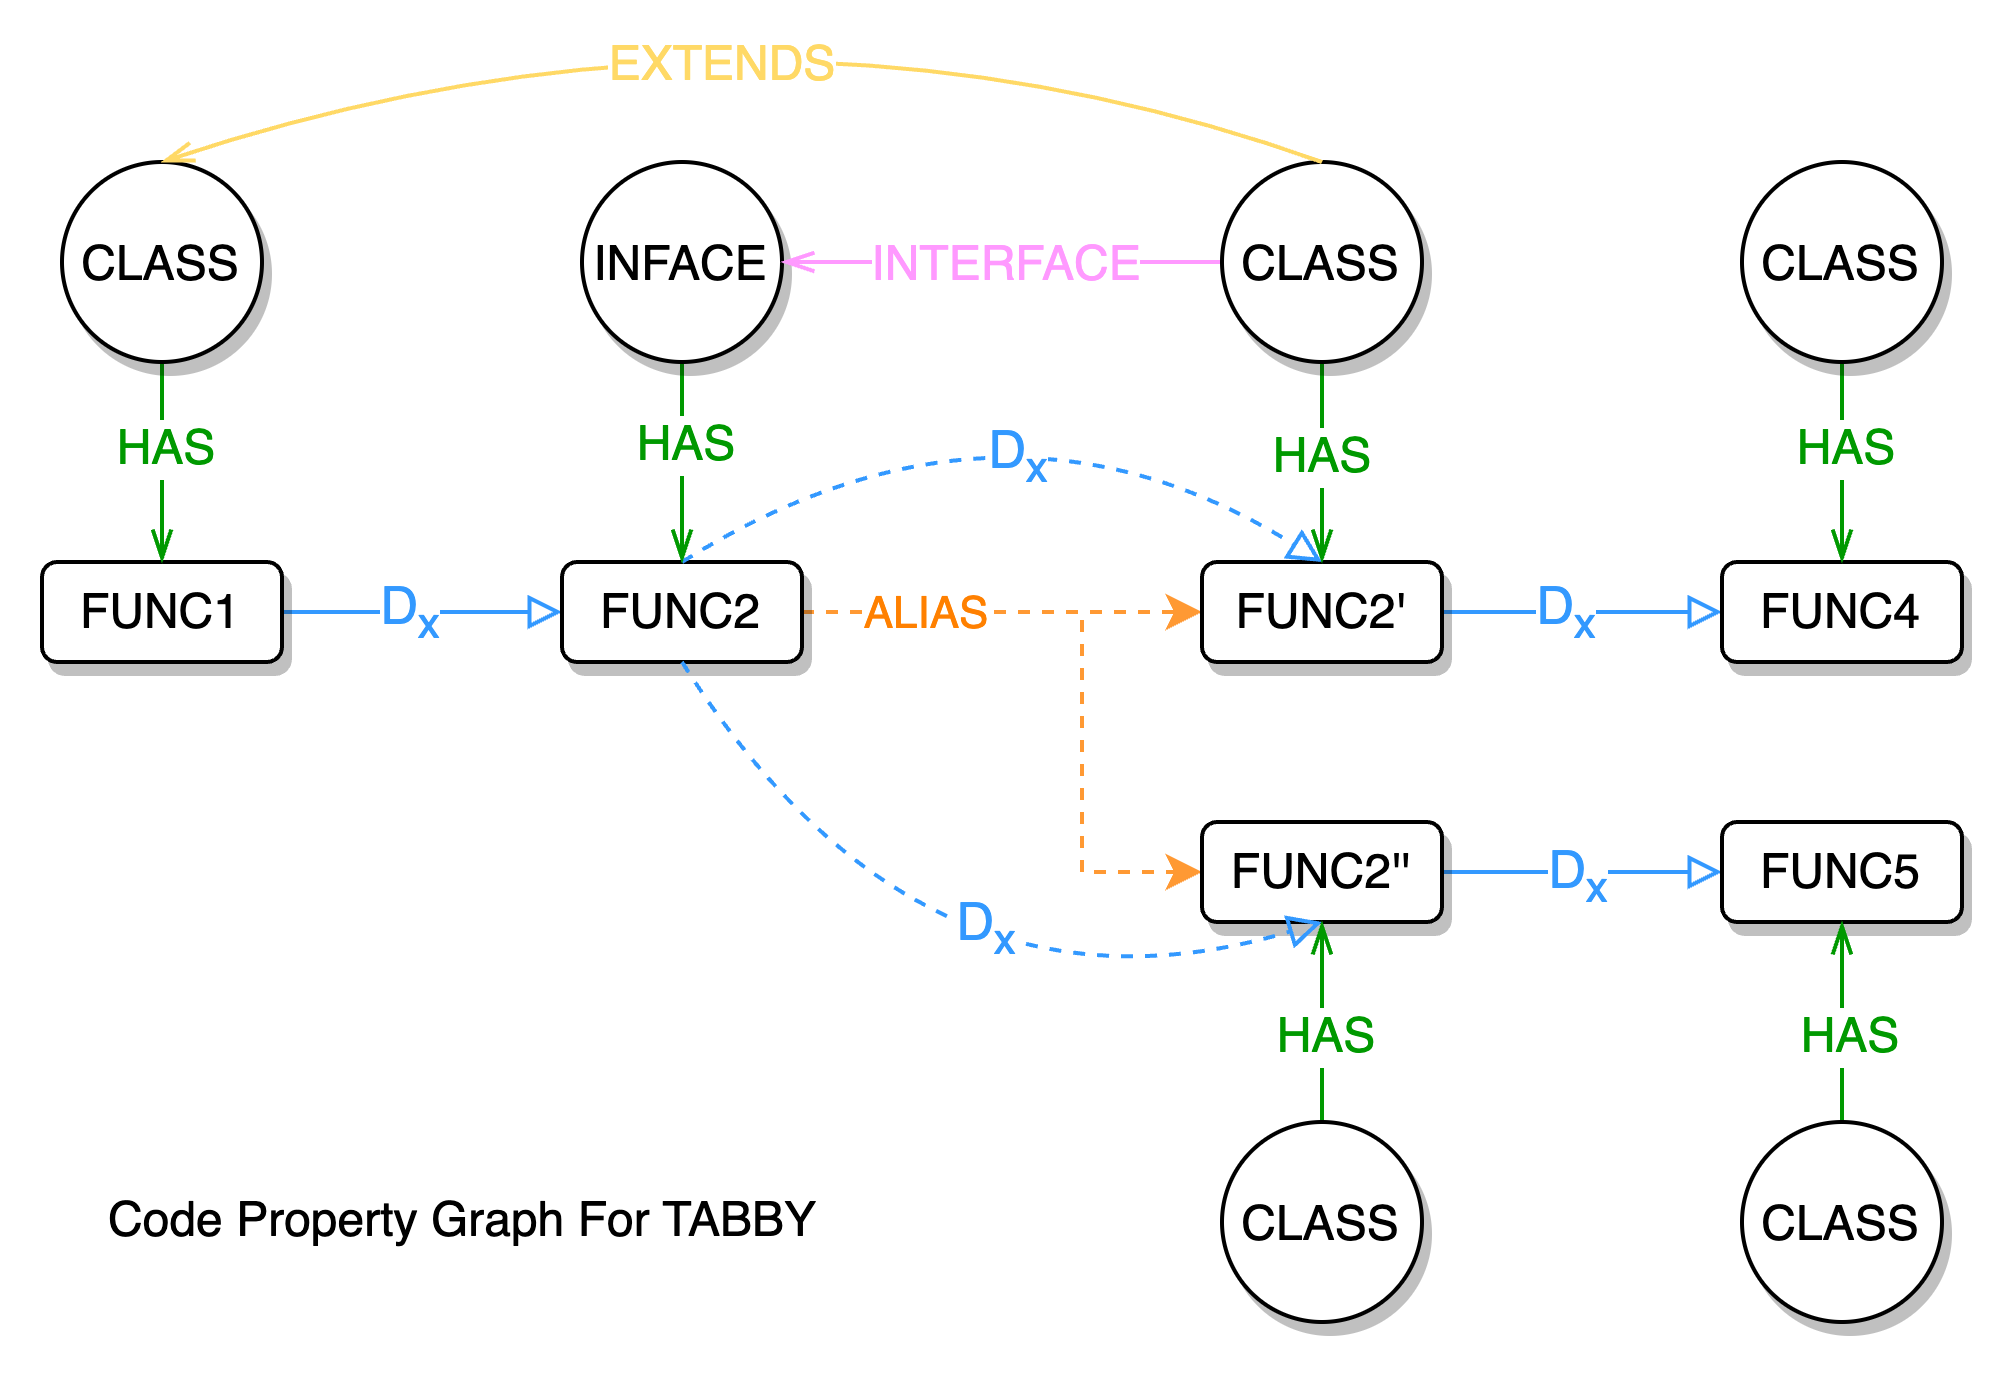 EXTENDS
CLASS
INFACE
INTERFACE
CLASS
CLASS
HAS
HAS
HAS
HAS
Dx
FUNC1
Dx
FUNC2
ALIAS
FUNC2'
Dx
FUNC4
FUNC2"
Dx
FUNC5
Dx
HAS
HAS
Code Property Graph For TABBY
CLASS
CLASS